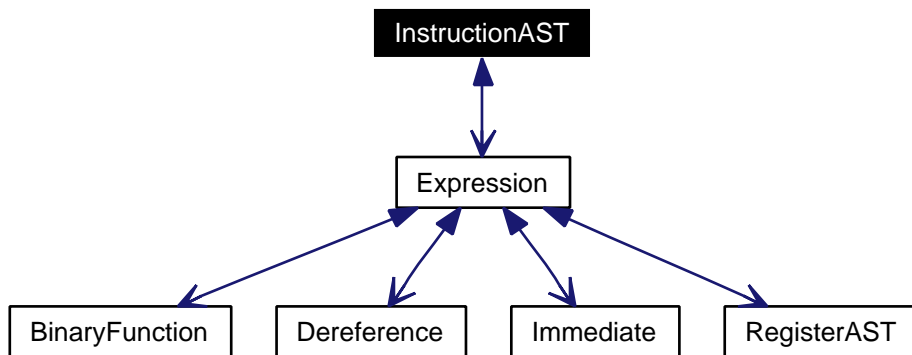 InstructionAST
Expression
BinaryFunction Dereference Immediate RegisterAST